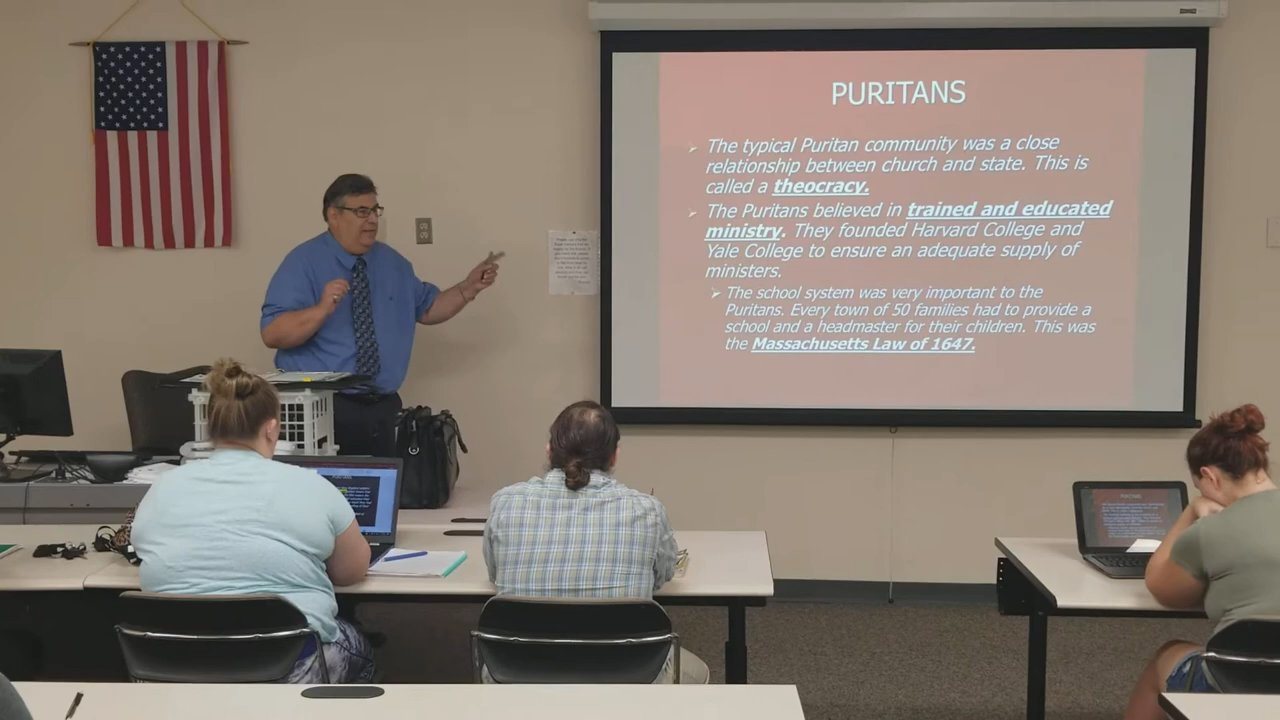 PURITANS
The typical Puritan community was a close
relationship between church and state. This is
called a theocracy.
The Puritans believed in trained and educated
ministry. They founded Harvard College and
Yale College to ensure an adequate supply of
ministers.
The school system was very important to the
Puritans. Every town of 50 families had to provide a
school and a headmaster for their children. This was
the Massachusetts Law of 1647.
PURITANS